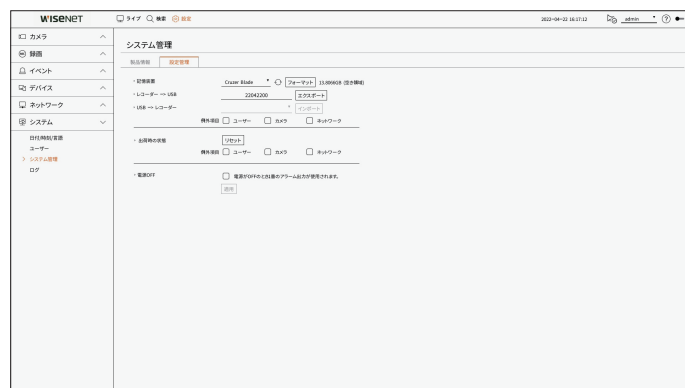 WISENET
ライブ 検索 設定 2022-04-22 16:17:12 admin ?
カメラ
録画
イベント
デバイス
ネットワーク
システム
日付/時刻/言語
ユーザー
システム管理
ログ
システム管理
製品情報 設定管理
記憶装置 Cruzer Blade フォーマット 13.8066GB (空き領域)
レコーダー => USB 22042200 エクスポート
USB => レコーダー インポート
例外項目 ユーザー カメラ ネットワーク
出荷時の状態 リセット
例外項目 ユーザー カメラ ネットワーク
電源OFF 電源がOFFのとき1番のアラーム出力が使用されます。
適用